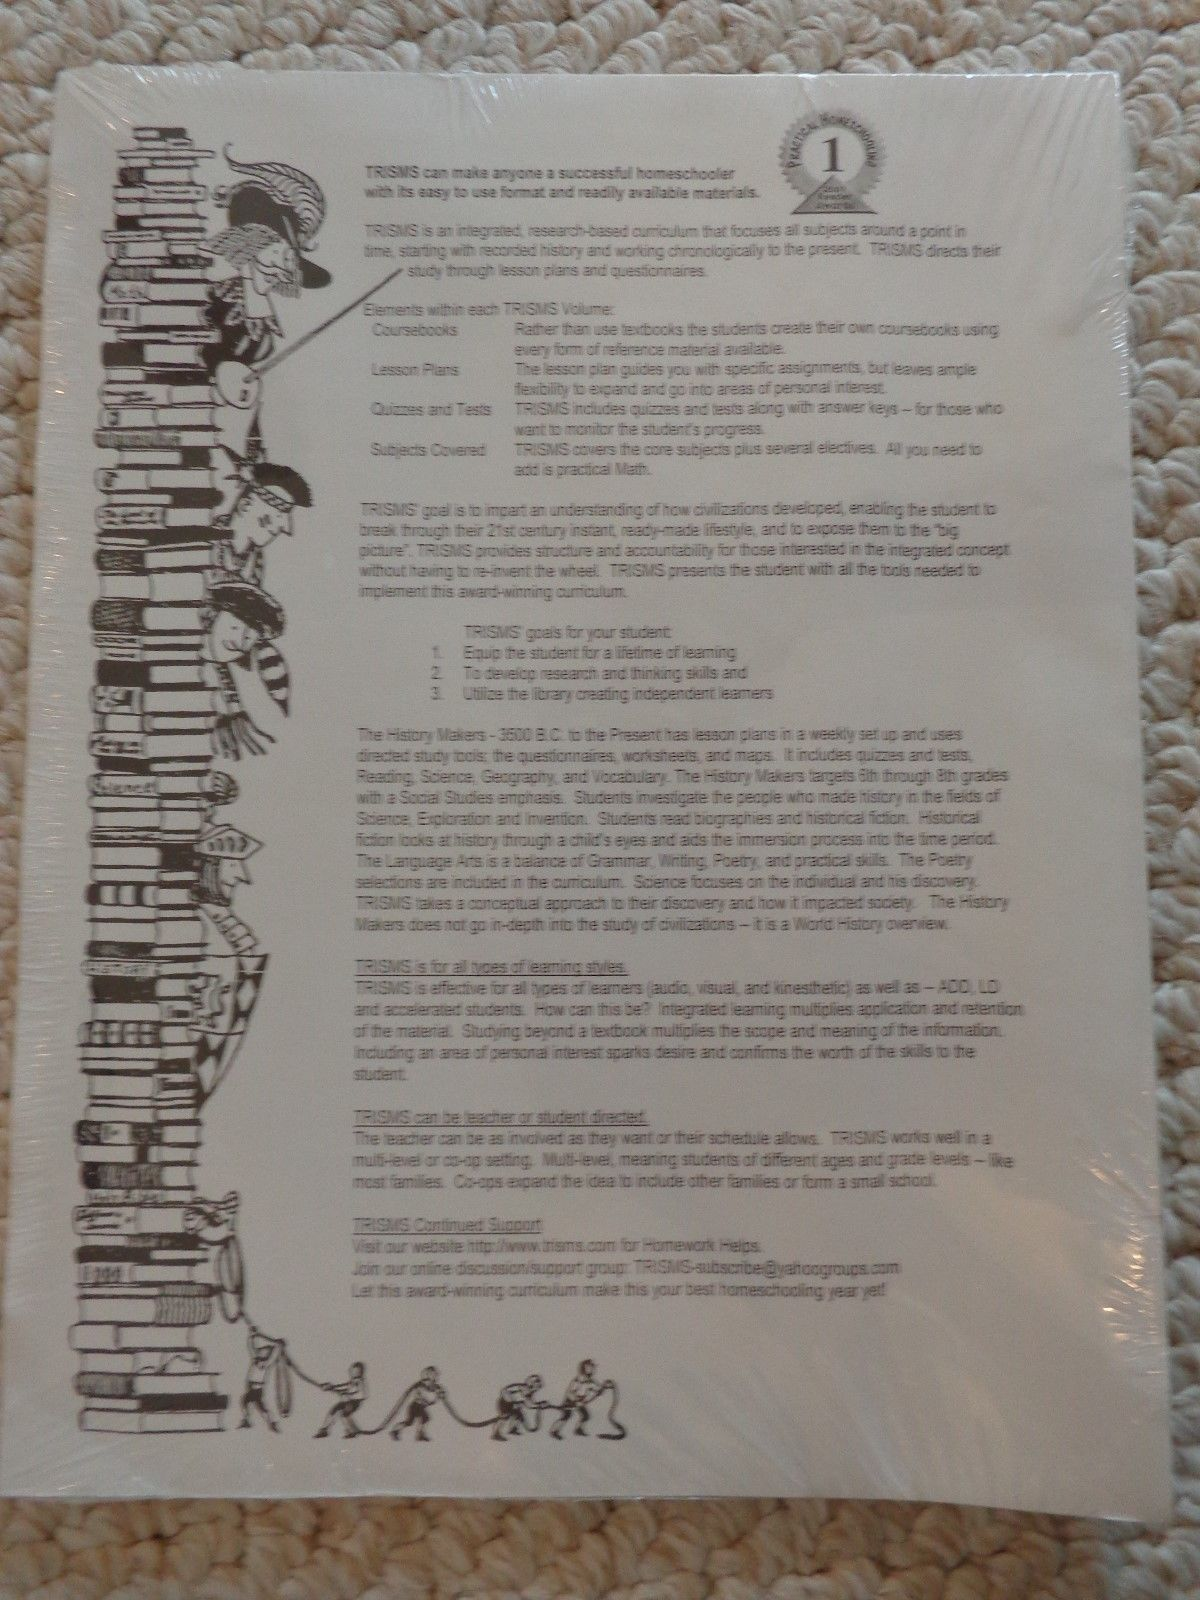 PRACTICAL HOMESCHOOLING
1
Reader
Awards
TRISMS can make anyone a successful homeschooler
with its easy to use format and readily available materials.
TRISMS is an integrated, research-based curriculum that focuses all subjects around a point in
time, starting with recorded history and working chronologically to the present. TRISMS directs their
study through lesson plans and questionnaires.
Elements within each TRISMS Volume:
Coursebooks Rather than use textbooks the students create their own coursebooks using
every form of reference material available.
Lesson Plans The lesson plan guides you with specific assignments, but leaves ample
flexibility to expand and go into areas of personal interest.
Quizzes and Tests TRISMS includes quizzes and tests along with answer keys – for those who
want to monitor the student's progress.
Subjects Covered TRISMS covers the core subjects plus several electives. All you need to
add is practical Math.
TRISMS' goal is to impart an understanding of how civilizations developed, enabling the student to
break through their 21st century instant, ready-made lifestyle, and to expose them to the "big
picture". TRISMS provides structure and accountability for those interested in the integrated concept
without having to re-invent the wheel. TRISMS presents the student with all the tools needed to
implement this award-winning curriculum.
TRISMS' goals for your student:
1. Equip the student for a lifetime of learning
2. To develop research and thinking skills and
3. Utilize the library creating independent learners
The History Makers - 3500 B.C. to the Present has lesson plans in a weekly set up and uses
directed study tools; the questionnaires, worksheets, and maps. It includes quizzes and tests,
Reading, Science, Geography, and Vocabulary. The History Makers targets 6th through 8th grades
with a Social Studies emphasis. Students investigate the people who made history in the fields of
Science, Exploration and Invention. Students read biographies and historical fiction. Historical
fiction looks at history through a child's eyes and aids the immersion process into the time period.
The Language Arts is a balance of Grammar, Writing, Poetry, and practical skills. The Poetry
selections are included in the curriculum. Science focuses on the individual and his discovery.
TRISMS takes a conceptual approach to their discovery and how it impacted society. The History
Makers does not go in-depth into the study of civilizations – it is a World History overview.
TRISMS is for all types of learning styles.
TRISMS is effective for all types of learners (audio, visual, and kinesthetic) as well as – ADD, LD
and accelerated students. How can this be? Integrated learning multiplies application and retention
of the material. Studying beyond a textbook multiplies the scope and meaning of the information.
Including an area of personal interest sparks desire and confirms the worth of the skills to the
student.
TRISMS can be teacher or student directed.
The teacher can be as involved as they want or their schedule allows. TRISMS works well in a
multi-level or co-op setting. Multi-level, meaning students of different ages and grade levels – like
most families. Co-ops expand the idea to include other families or form a small school.
TRISMS Continued Support
Visit our website http://www.trisms.com for Homework Helps.
Join our online discussion/support group: TRISMS-subscribe@yahoogroups.com
Let this award-winning curriculum make this your best homeschooling year yet!
Science